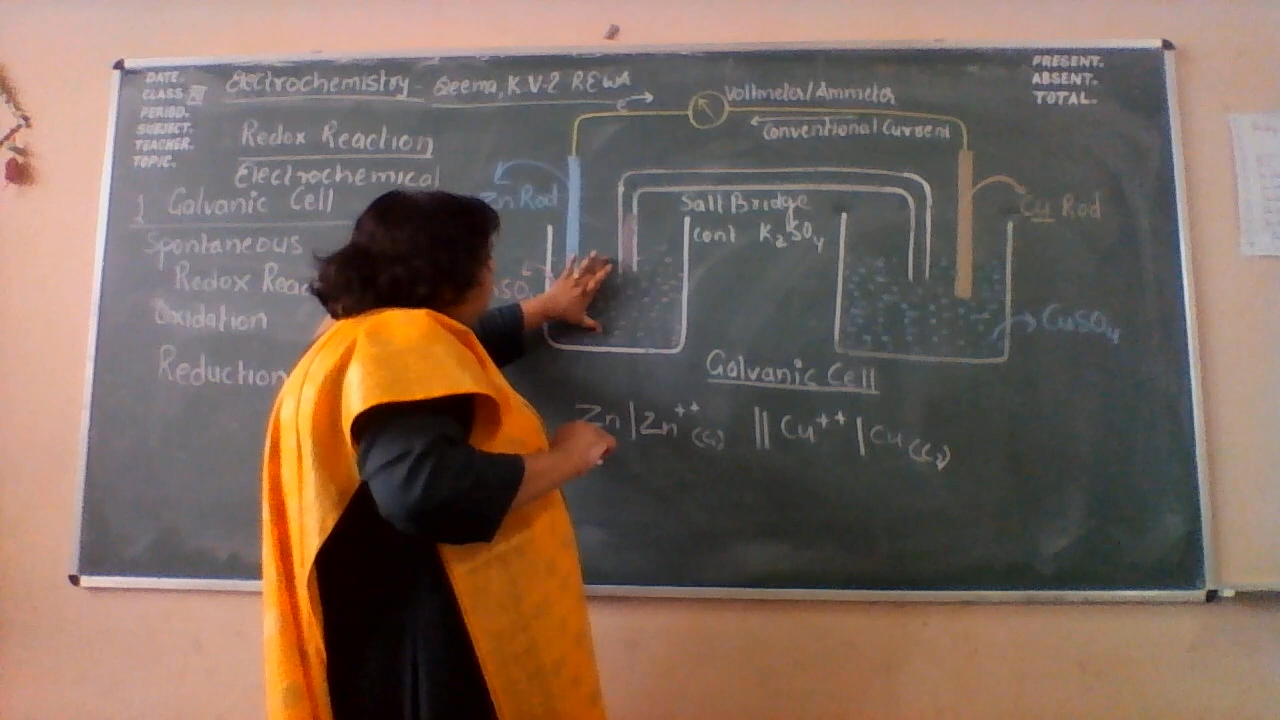 DATE.
CLASS.
PERIOD.
SUBJECT.
TEACHER.
TOPIC.
Electrochemistry - Seema, K.V-2 REWA
Redox Reaction
Electrochemical
1 Galvanic Cell
Spontaneous
Redox Reac
Oxidation
Reduction
PRESENT.
ABSENT.
TOTAL.
e⁻
Voltmeter/Ammeter
Conventional Current
Zn Rod
Salt Bridge
cont K₂SO₄
Cu Rod
CuSO₄
Galvanic Cell
Zn | Zn⁺⁺ || Cu⁺⁺ | Cu